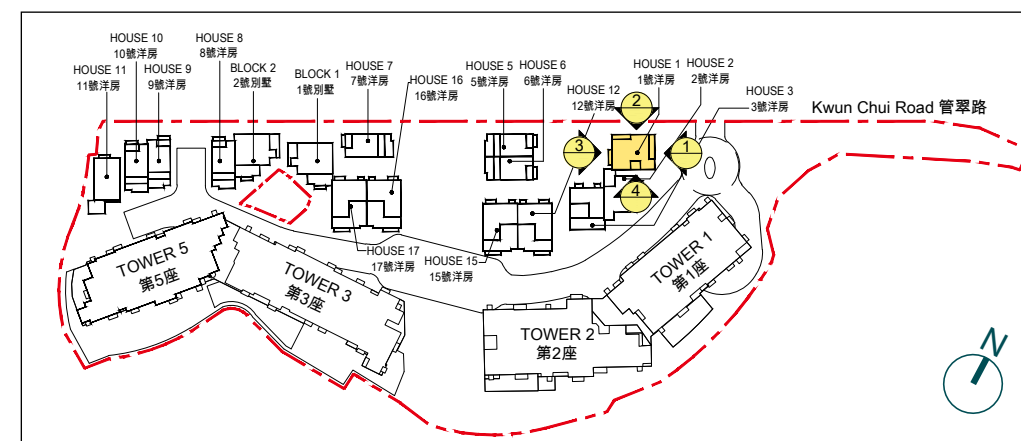 HOUSE 10
10號洋房
HOUSE 11
11號洋房
HOUSE 9
9號洋房
HOUSE 8
8號洋房
BLOCK 2
2號別墅
BLOCK 1
1號別墅
HOUSE 7
7號洋房
HOUSE 16
16號洋房
HOUSE 5
5號洋房
HOUSE 6
6號洋房
HOUSE 12
12號洋房
HOUSE 1
1號洋房
HOUSE 2
2號洋房
HOUSE 3
3號洋房
Kwun Chui Road 管翠路
2
3
1
4
HOUSE 17
17號洋房
HOUSE 15
15號洋房
TOWER 5
第5座
TOWER 3
第3座
TOWER 2
第2座
TOWER 1
第1座
N